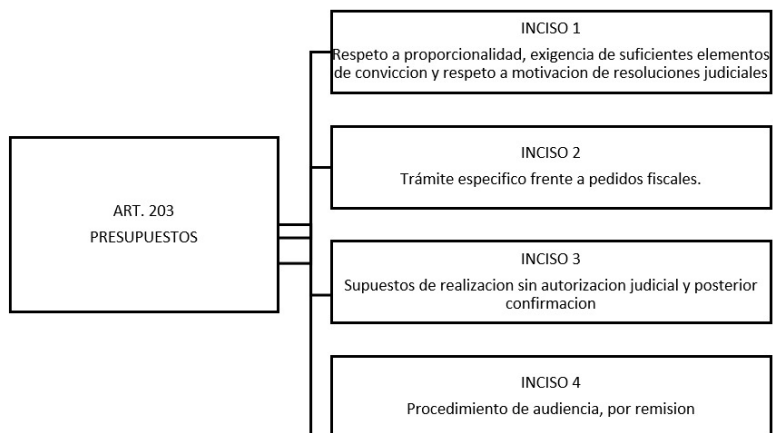 ART. 203
PRESUPUESTOS
INCISO 1
Respeto a proporcionalidad, exigencia de suficientes elementos
de conviccion y respeto a motivacion de resoluciones judiciales
INCISO 2
Trámite especifico frente a pedidos fiscales.
INCISO 3
Supuestos de realizacion sin autorizacion judicial y posterior
confirmacion
INCISO 4
Procedimiento de audiencia, por remision